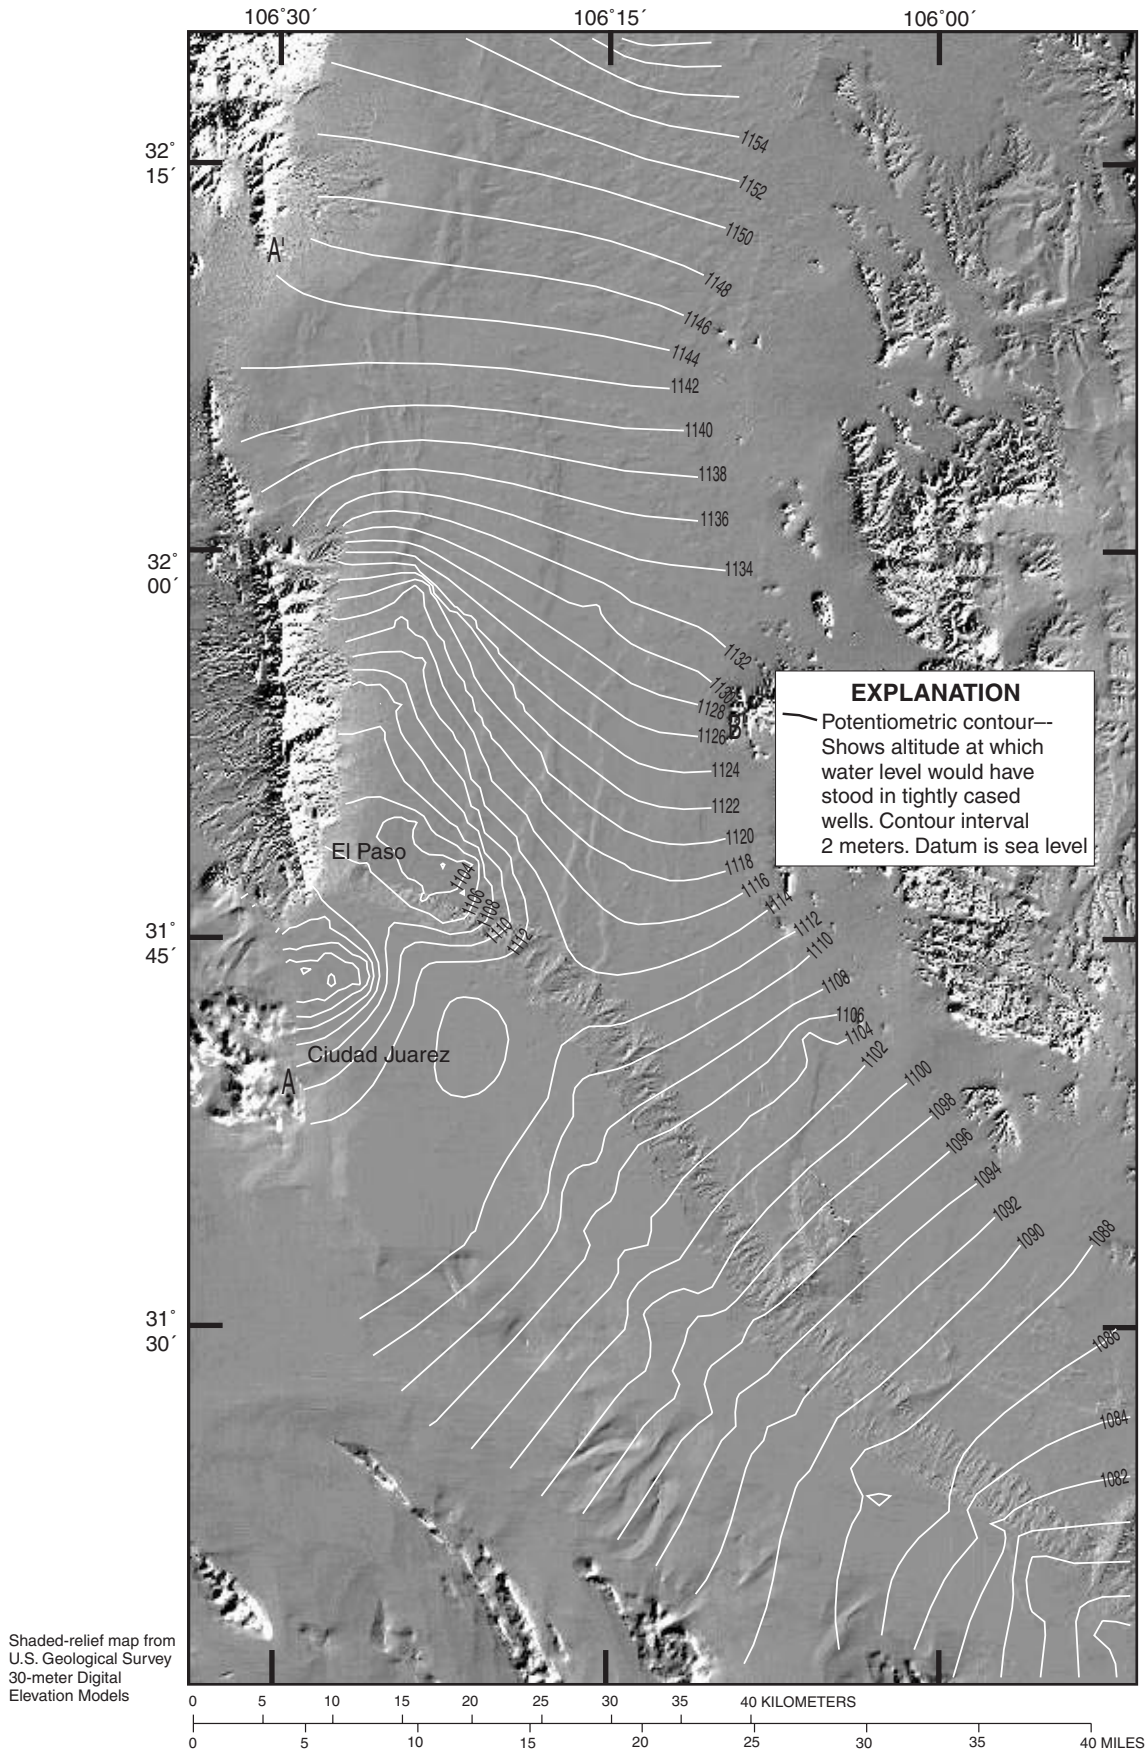 106°30′ 106°15′ 106°00′
32°
15′
A'
1154
1152
1150
1148
1146
1144
1142
1140
1138
1136
1134
32°
00′
1132
1130
1128
1126
B'
1124
1122
1120
1118
1116
1114
1112
1110
1108
1106
1104
1102
1100
1098
1096
1094
1092
1090
1088
1086
1084
1082
EXPLANATION
Potentiometric contour–-
Shows altitude at which
water level would have
stood in tightly cased
wells. Contour interval
2 meters. Datum is sea level
El Paso
1104
1106
1108
1110
1112
31°
45′
Ciudad Juarez
A
31°
30′
Shaded-relief map from
U.S. Geological Survey
30-meter Digital
Elevation Models
0 5 10 15 20 25 30 35 40 KILOMETERS
0 5 10 15 20 25 30 35 40 MILES